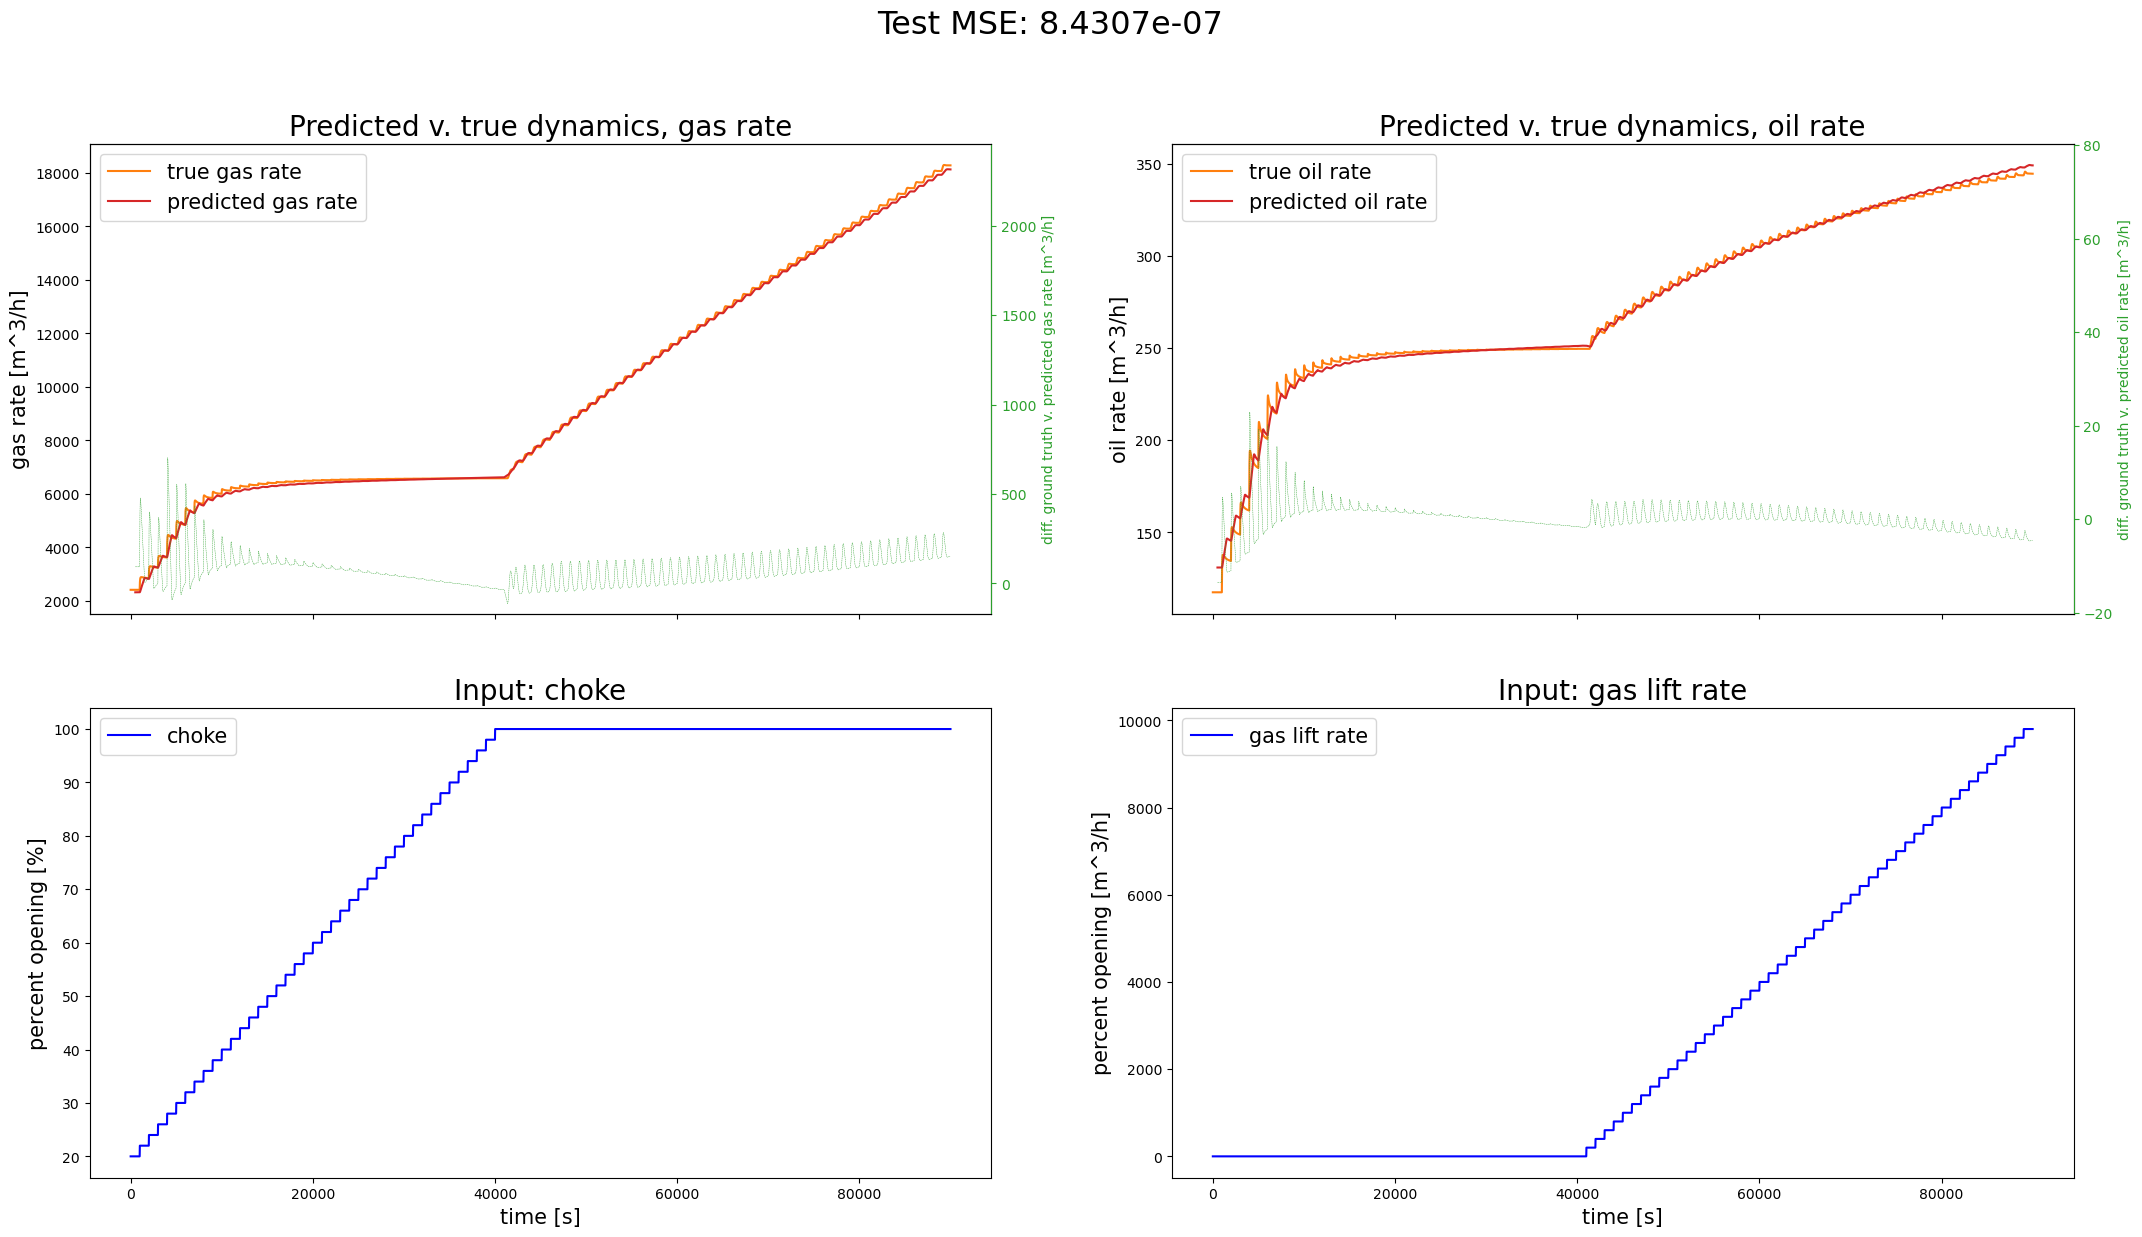 Test MSE: 8.4307e-07
Predicted v. true dynamics, gas rate
true gas rate
predicted gas rate
gas rate [m^3/h]
18000
16000
14000
12000
10000
8000
6000
4000
2000
2000
1500
1000
500
0
diff. ground truth v. predicted gas rate [m^3/h]
Predicted v. true dynamics, oil rate
true oil rate
predicted oil rate
oil rate [m^3/h]
350
300
250
200
150
80
60
40
20
0
−20
diff. ground truth v. predicted oil rate [m^3/h]
Input: choke
choke
percent opening [%]
100
90
80
70
60
50
40
30
20
0
20000
40000
60000
80000
time [s]
Input: gas lift rate
gas lift rate
percent opening [m^3/h]
10000
8000
6000
4000
2000
0
0
20000
40000
60000
80000
time [s]